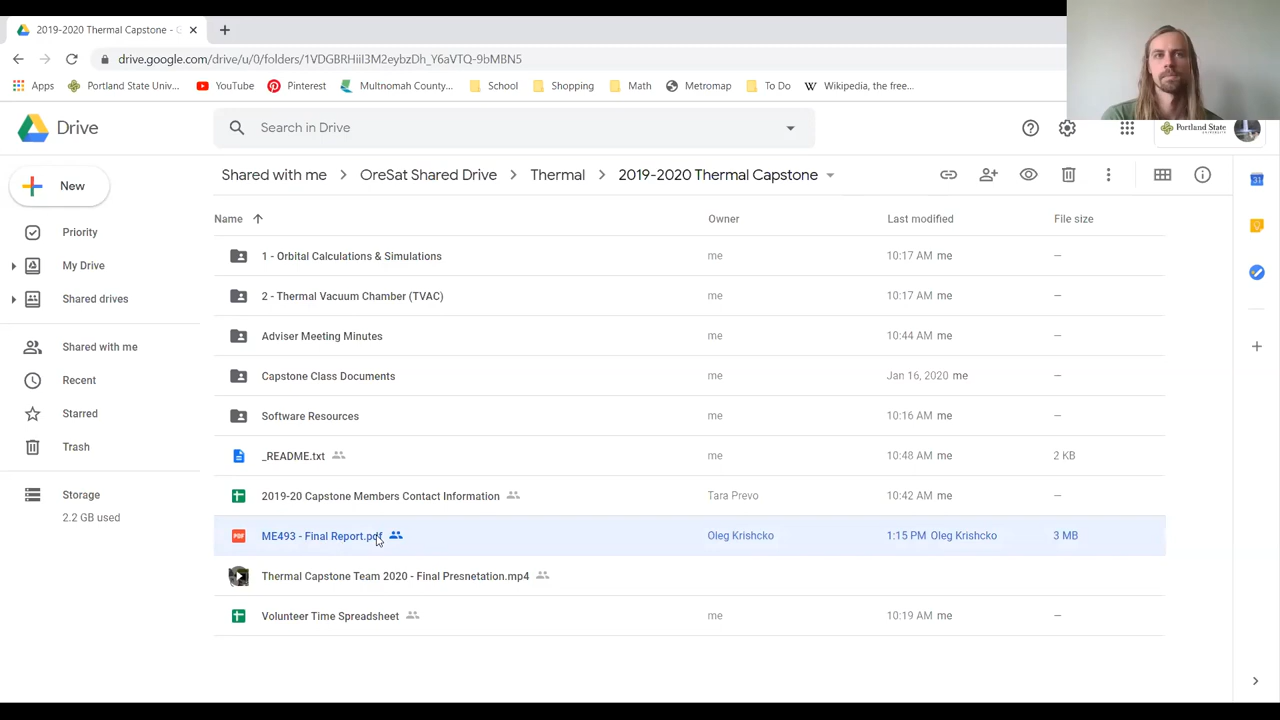 2019-2020 Thermal Capstone - G
drive.google.com/drive/u/0/folders/1VDGBRHiiI3M2eybzDh_Y6aVTQ-9bMBN5
Apps Portland State Univ... YouTube Pinterest Multnomah County... School Shopping Math Metromap To Do Wikipedia, the free...
Drive
Search in Drive
Portland State
New
Shared with me > OreSat Shared Drive > Thermal > 2019-2020 Thermal Capstone
Name Owner Last modified File size
Priority
My Drive
Shared drives
Shared with me
Recent
Starred
Trash
Storage
2.2 GB used
1 - Orbital Calculations & Simulations me 10:17 AM me –
2 - Thermal Vacuum Chamber (TVAC) me 10:17 AM me –
Adviser Meeting Minutes me 10:44 AM me –
Capstone Class Documents me Jan 16, 2020 me –
Software Resources me 10:16 AM me –
_README.txt me 10:48 AM me 2 KB
2019-20 Capstone Members Contact Information Tara Prevo 10:42 AM me –
PDF ME493 - Final Report.pdf Oleg Krishcko 1:15 PM Oleg Krishcko 3 MB
Thermal Capstone Team 2020 - Final Presnetation.mp4
Volunteer Time Spreadsheet me 10:19 AM me –
31